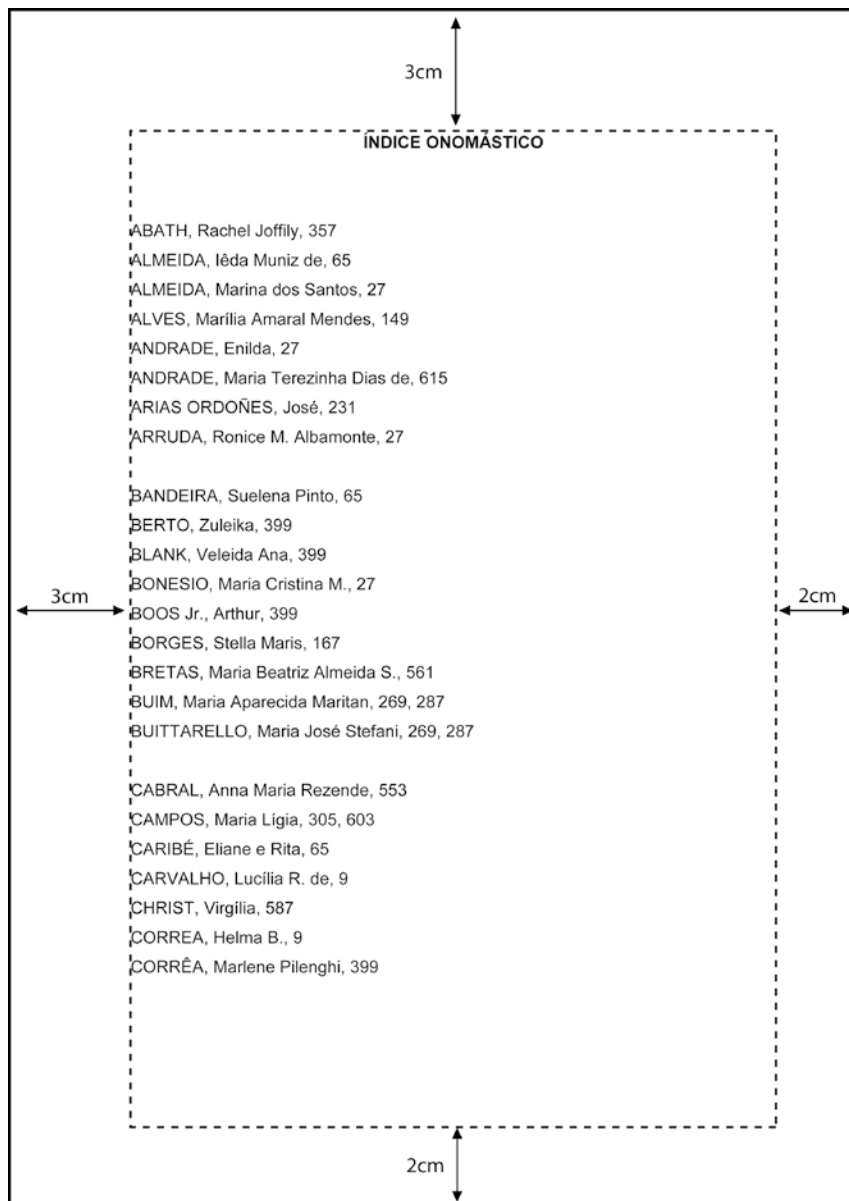 3cm
ÍNDICE ONOMÁSTICO
ABATH, Rachel Joffily, 357
ALMEIDA, Iêda Muniz de, 65
ALMEIDA, Marina dos Santos, 27
ALVES, Marília Amaral Mendes, 149
ANDRADE, Enilda, 27
ANDRADE, Maria Terezinha Dias de, 615
ARIAS ORDOÑES, José, 231
ARRUDA, Ronice M. Albamonte, 27
BANDEIRA, Suelena Pinto, 65
BERTO, Zuleika, 399
BLANK, Veleida Ana, 399
BONESIO, Maria Cristina M., 27
3cm
2cm
BOOS Jr., Arthur, 399
BORGES, Stella Maris, 167
BRETAS, Maria Beatriz Almeida S., 561
BUIM, Maria Aparecida Maritan, 269, 287
BUITTARELLO, Maria José Stefani, 269, 287
CABRAL, Anna Maria Rezende, 553
CAMPOS, Maria Lígia, 305, 603
CARIBÉ, Eliane e Rita, 65
CARVALHO, Lucília R. de, 9
CHRIST, Virgília, 587
CORREA, Helma B., 9
CORRÊA, Marlene Pilenghi, 399
2cm